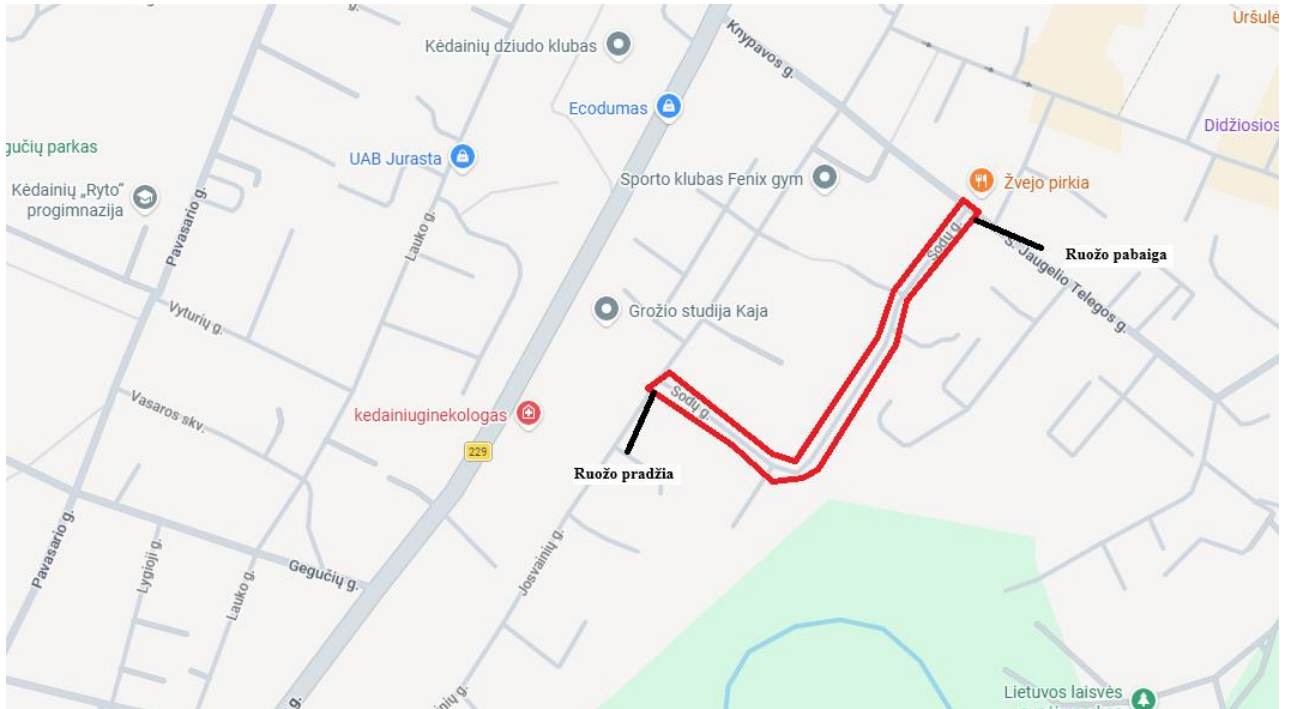 Uršulė
Knypavos g.
Kėdainių dziudo klubas
Ecodumas
Didžiosios
gučių parkas
UAB Jurasta
Kėdainių „Ryto“
progimnazija
Sporto klubas Fenix gym
Žvejo pirkia
Pavasario g.
Lauko g.
Sodų g.
Ruožo pabaiga
S. Jaugelio Telegos g.
Vyturių g.
Grožio studija Kaja
Vasaros skv.
kedainiuginekologas
Sodų g.
229
Ruožo pradžia
Pavasario g.
Lygioji g.
Lauko g.
Gegučių g.
Josvainių g.
nių g.
g.
Lietuvos laisvės